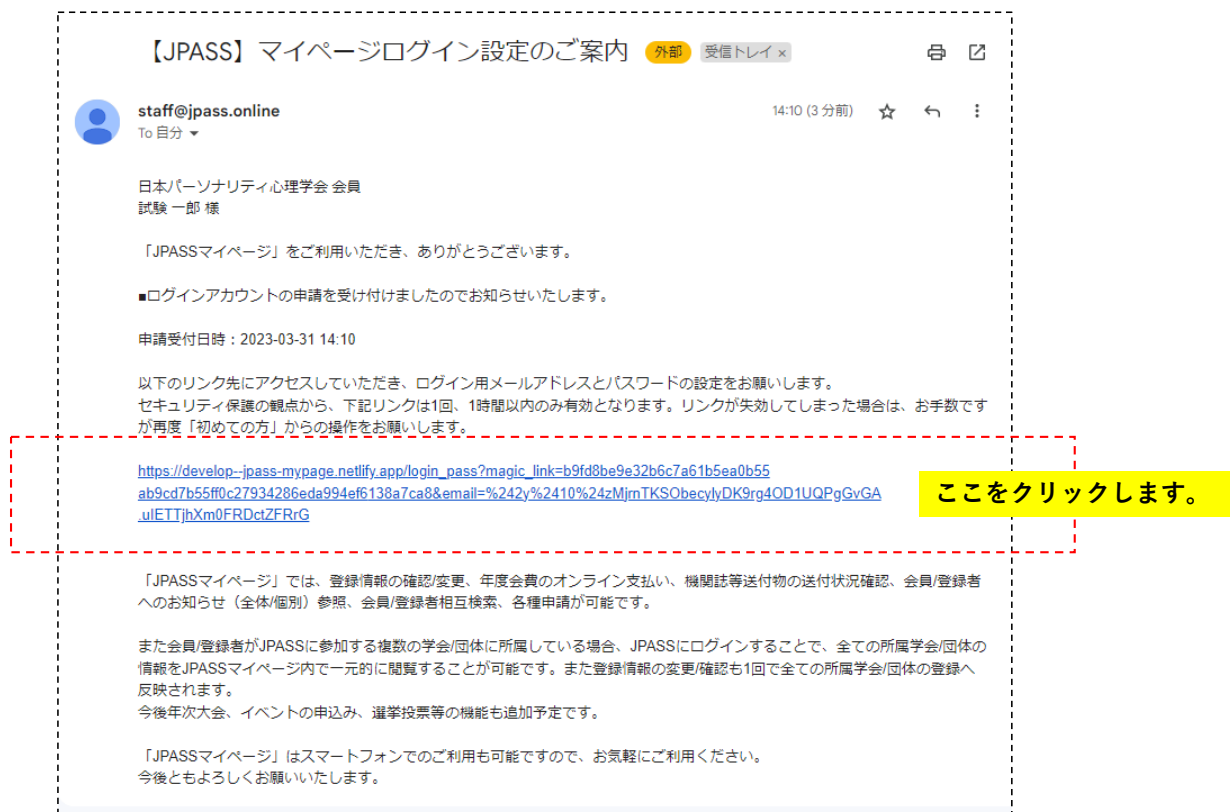 【JPASS】マイページログイン設定のご案内 外部 受信トレイ ×
staff@jpass.online 14:10 (3 分前)
To 自分
日本パーソナリティ心理学会 会員
試験 一郎 様
「JPASSマイページ」をご利用いただき、ありがとうございます。
■ログインアカウントの申請を受け付けましたのでお知らせいたします。
申請受付日時：2023-03-31 14:10
以下のリンク先にアクセスしていただき、ログイン用メールアドレスとパスワードの設定をお願いします。
セキュリティ保護の観点から、下記リンクは1回、1時間以内のみ有効となります。リンクが失効してしまった場合は、お手数です
が再度「初めての方」からの操作をお願いします。
https://develop--jpass-mypage.netlify.app/login_pass?magic_link=b9fd8be9e32b6c7a61b5ea0b55
ab9cd7b55ff0c27934286eda994ef6138a7ca8&email=%242y%2410%24zMjrnTKSObecylyDK9rg4OD1UQPgGvGA
.ulETTjhXm0FRDctZFRrG
ここをクリックします。
「JPASSマイページ」では、登録情報の確認/変更、年度会費のオンライン支払い、機関誌等送付物の送付状況確認、会員/登録者
へのお知らせ（全体/個別）参照、会員/登録者相互検索、各種申請が可能です。
また会員/登録者がJPASSに参加する複数の学会/団体に所属している場合、JPASSにログインすることで、全ての所属学会/団体の
情報をJPASSマイページ内で一元的に閲覧することが可能です。また登録情報の変更/確認も1回で全ての所属学会/団体の登録へ
反映されます。
今後年次大会、イベントの申込み、選挙投票等の機能も追加予定です。
「JPASSマイページ」はスマートフォンでのご利用も可能ですので、お気軽にご利用ください。
今後ともよろしくお願いいたします。